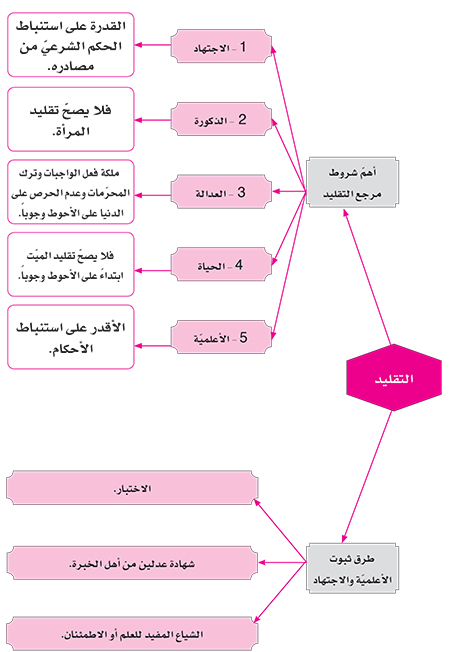 التقليد
أهمّ شروط
مرجع التقليد
1 - الاجتهاد
القدرة على استنباط
الحكم الشرعيّ من
مصادره.
2 - الذكورة
فلا يصحّ تقليد
المرأة.
3 - العدالة
ملكة فعل الواجبات وترك
المحرّمات وعدم الحرص على
الدنيا على الأحوط وجوباً.
4 - الحياة
فلا يصحّ تقليد الميّت
ابتداءً على الأحوط وجوباً.
5 - الأعلميّة
الأقدر على استنباط
الأحكام.
طرق ثبوت
الأعلميّة والاجتهاد
الاختبار.
شهادة عدلين من أهل الخبرة.
الشياع المفيد للعلم أو الاطمئنان.